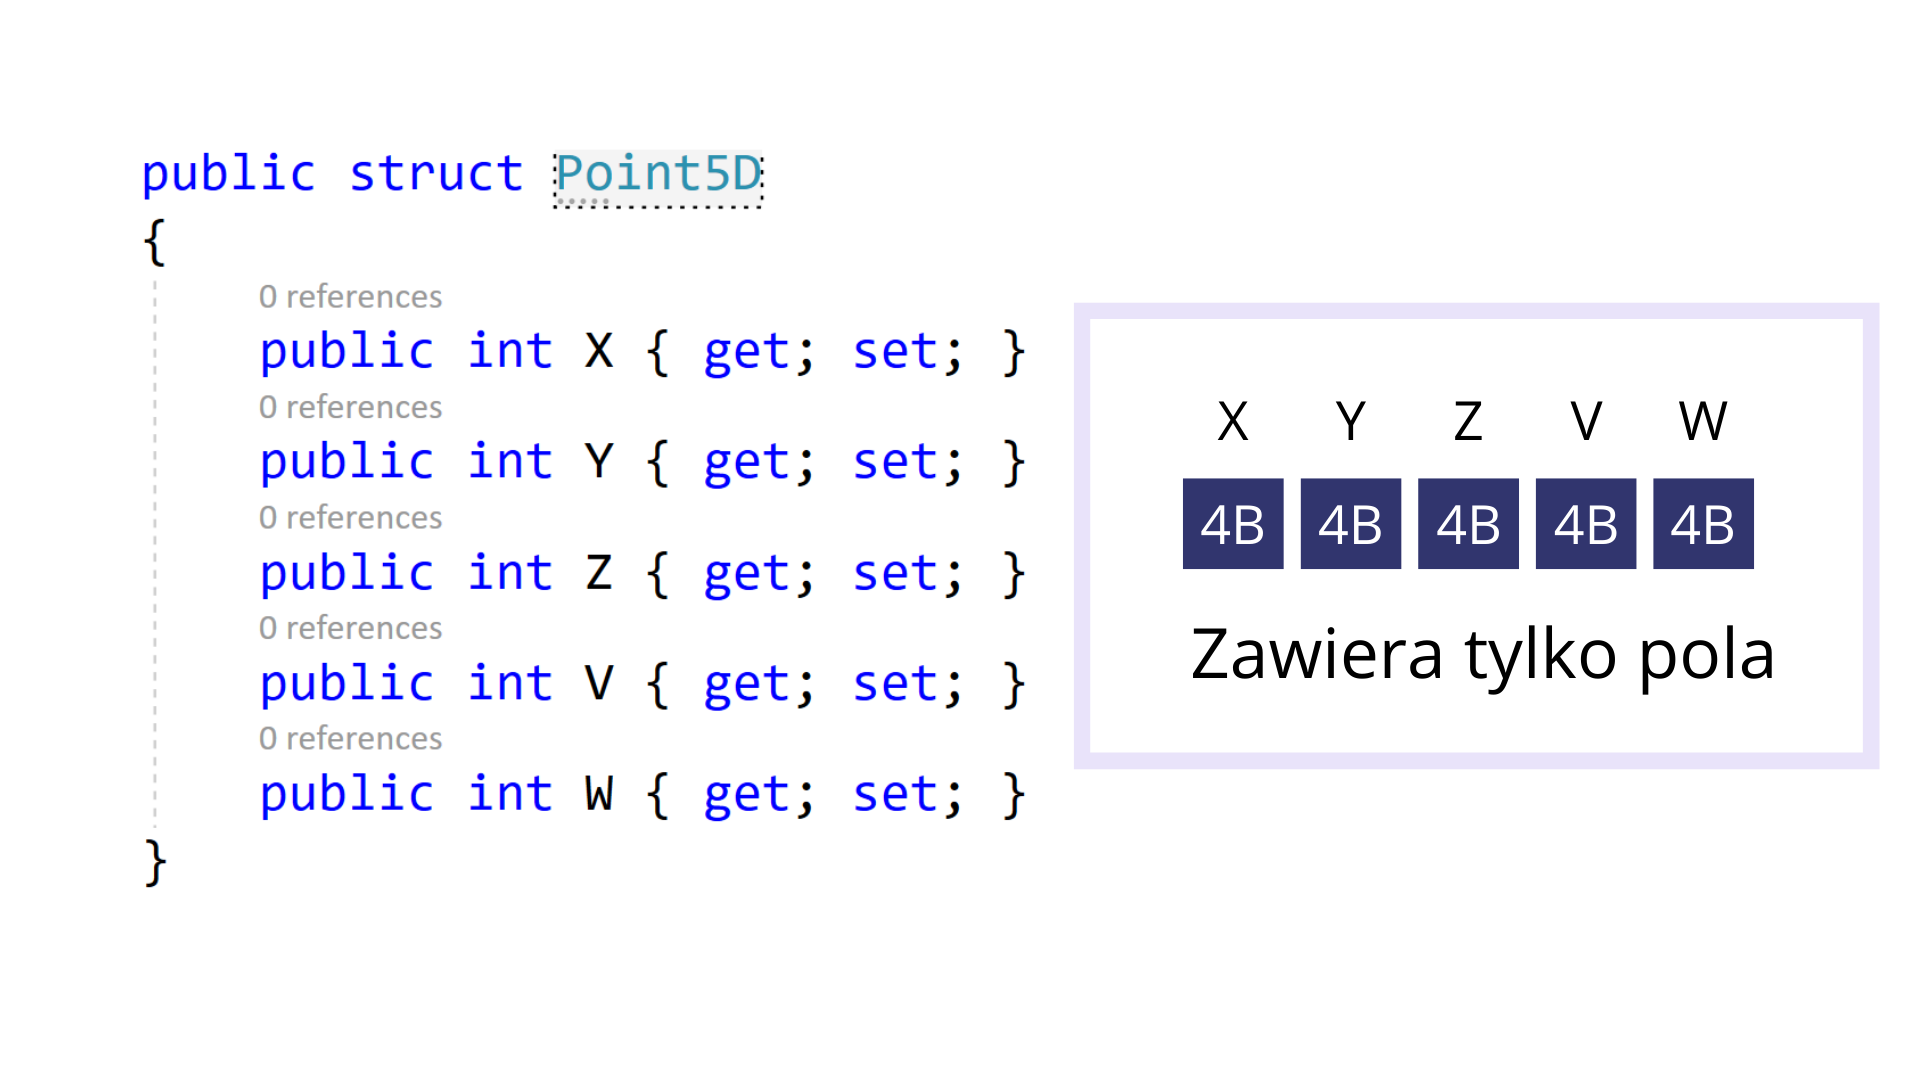 public struct Point5D
{
0 references
public int X { get; set; }
0 references
public int Y { get; set; }
0 references
public int Z { get; set; }
0 references
public int V { get; set; }
0 references
public int W { get; set; }
}
X Y Z V W
4B 4B 4B 4B 4B
Zawiera tylko pola